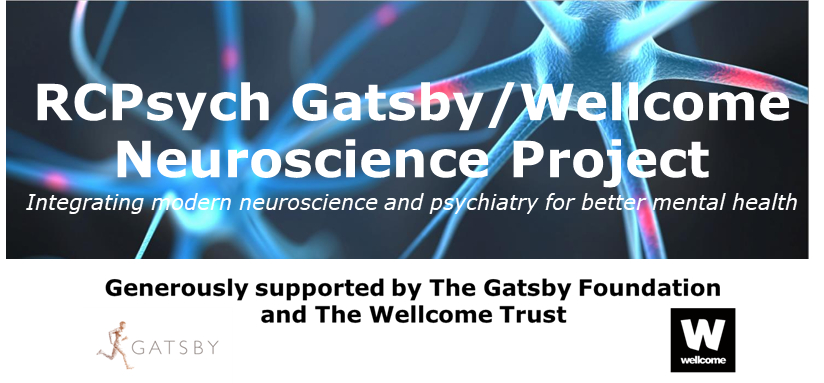 RCPsych Gatsby/Wellcome
Neuroscience Project
Integrating modern neuroscience and psychiatry for better mental health
Generously supported by The Gatsby Foundation
and The Wellcome Trust
GATSBY
W
wellcome